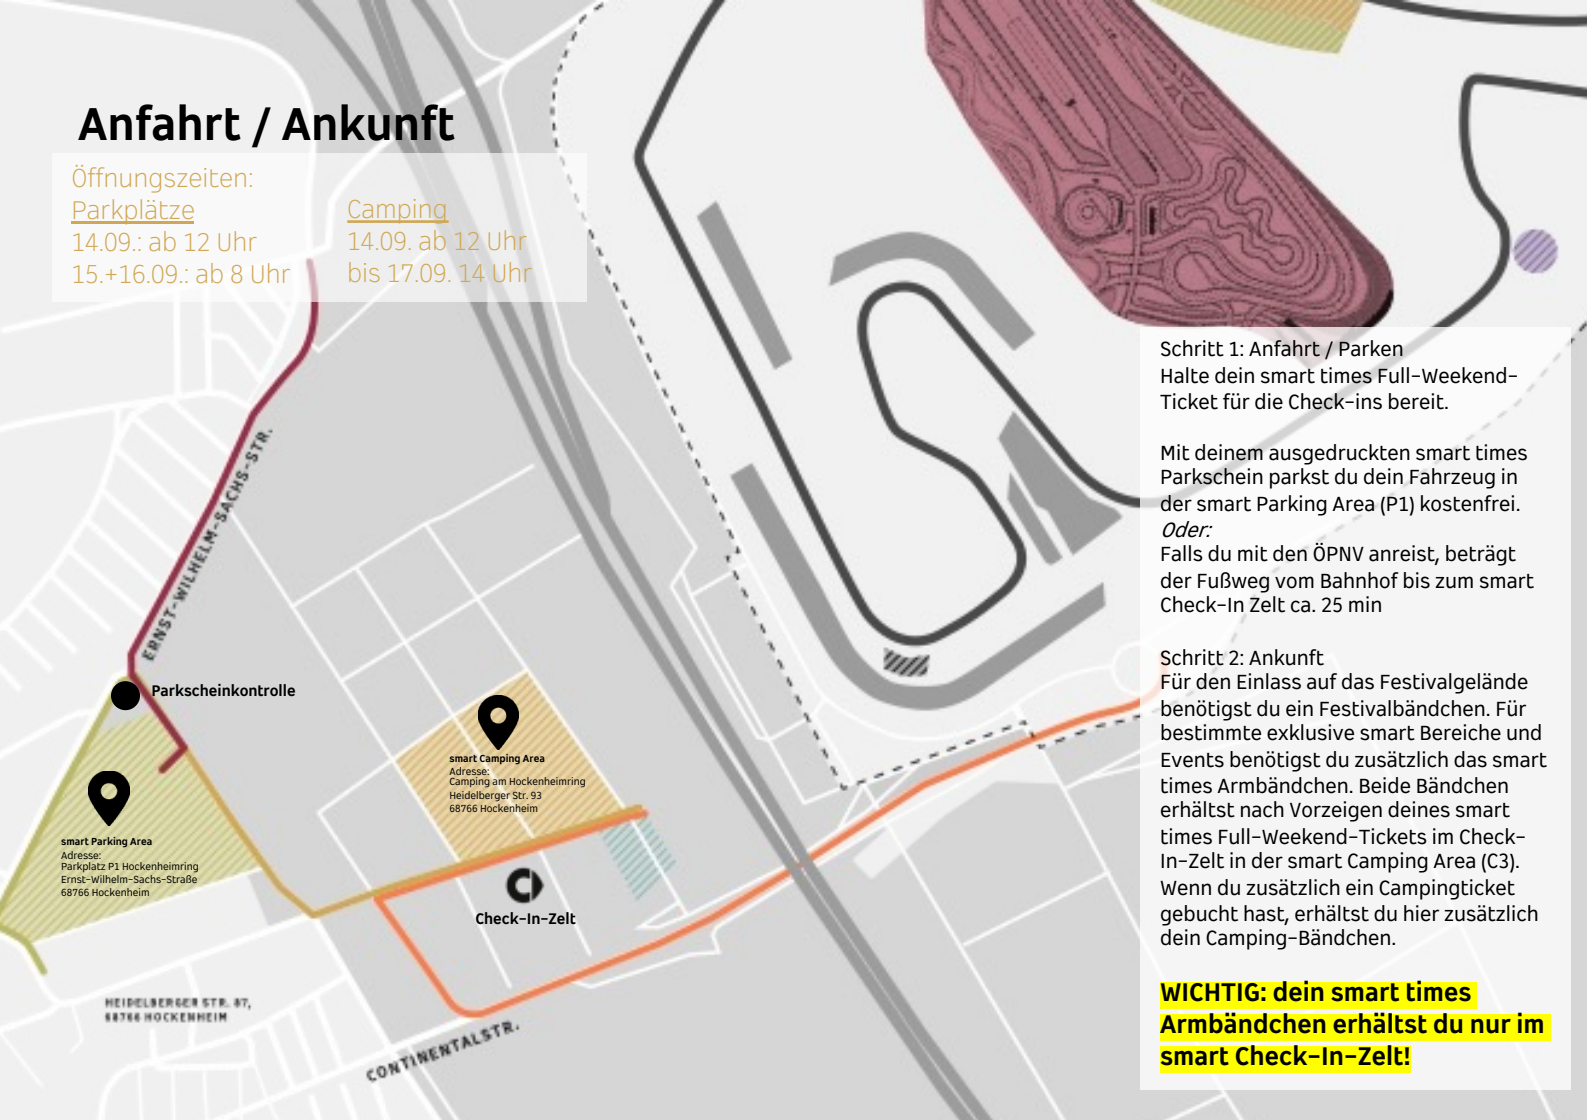 Anfahrt / Ankunft
Öffnungszeiten:
Parkplätze
14.09.: ab 12 Uhr
15.+16.09.: ab 8 Uhr
Camping
14.09. ab 12 Uhr
bis 17.09. 14 Uhr
ERNST-WILHELM-SACHS-STR.
Parkscheinkontrolle
smart Parking Area
Adresse:
Parkplatz P1 Hockenheimring
Ernst-Wilhelm-Sachs-Straße
68766 Hockenheim
smart Camping Area
Adresse:
Camping am Hockenheimring
Heidelberger Str. 93
68766 Hockenheim
Check-In-Zelt
HEIDELBERGER STR. 87,
68766 HOCKENHEIM
CONTINENTALSTR.
Schritt 1: Anfahrt / Parken
Halte dein smart times Full-Weekend-
Ticket für die Check-ins bereit.
Mit deinem ausgedruckten smart times
Parkschein parkst du dein Fahrzeug in
der smart Parking Area (P1) kostenfrei.
Oder:
Falls du mit den ÖPNV anreist, beträgt
der Fußweg vom Bahnhof bis zum smart
Check-In Zelt ca. 25 min
Schritt 2: Ankunft
Für den Einlass auf das Festivalgelände
benötigst du ein Festivalbändchen. Für
bestimmte exklusive smart Bereiche und
Events benötigst du zusätzlich das smart
times Armbändchen. Beide Bändchen
erhältst nach Vorzeigen deines smart
times Full-Weekend-Tickets im Check-
In-Zelt in der smart Camping Area (C3).
Wenn du zusätzlich ein Campingticket
gebucht hast, erhältst du hier zusätzlich
dein Camping-Bändchen.
WICHTIG: dein smart times
Armbändchen erhältst du nur im
smart Check-In-Zelt!